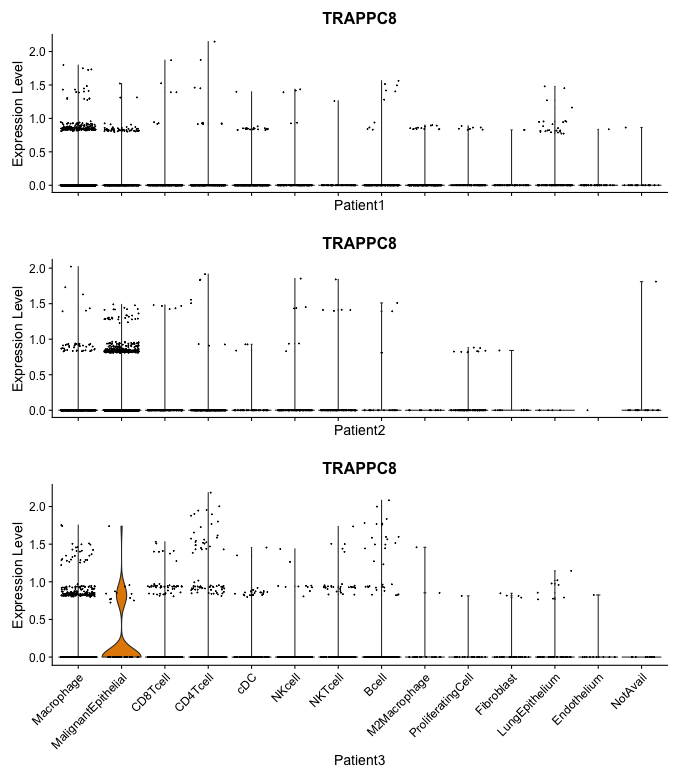 TRAPPC8
Expression Level
2.0
1.5
1.0
0.5
0.0
Patient1
TRAPPC8
Expression Level
2.0
1.5
1.0
0.5
0.0
Patient2
TRAPPC8
Expression Level
2.0
1.5
1.0
0.5
0.0
Macrophage
MalignantEpithelial
CD8Tcell
CD4Tcell
cDC
NKcell
NKTcell
Bcell
M2Macrophage
ProliferatingCell
Fibroblast
LungEpithelium
Endothelium
NotAvail
Patient3